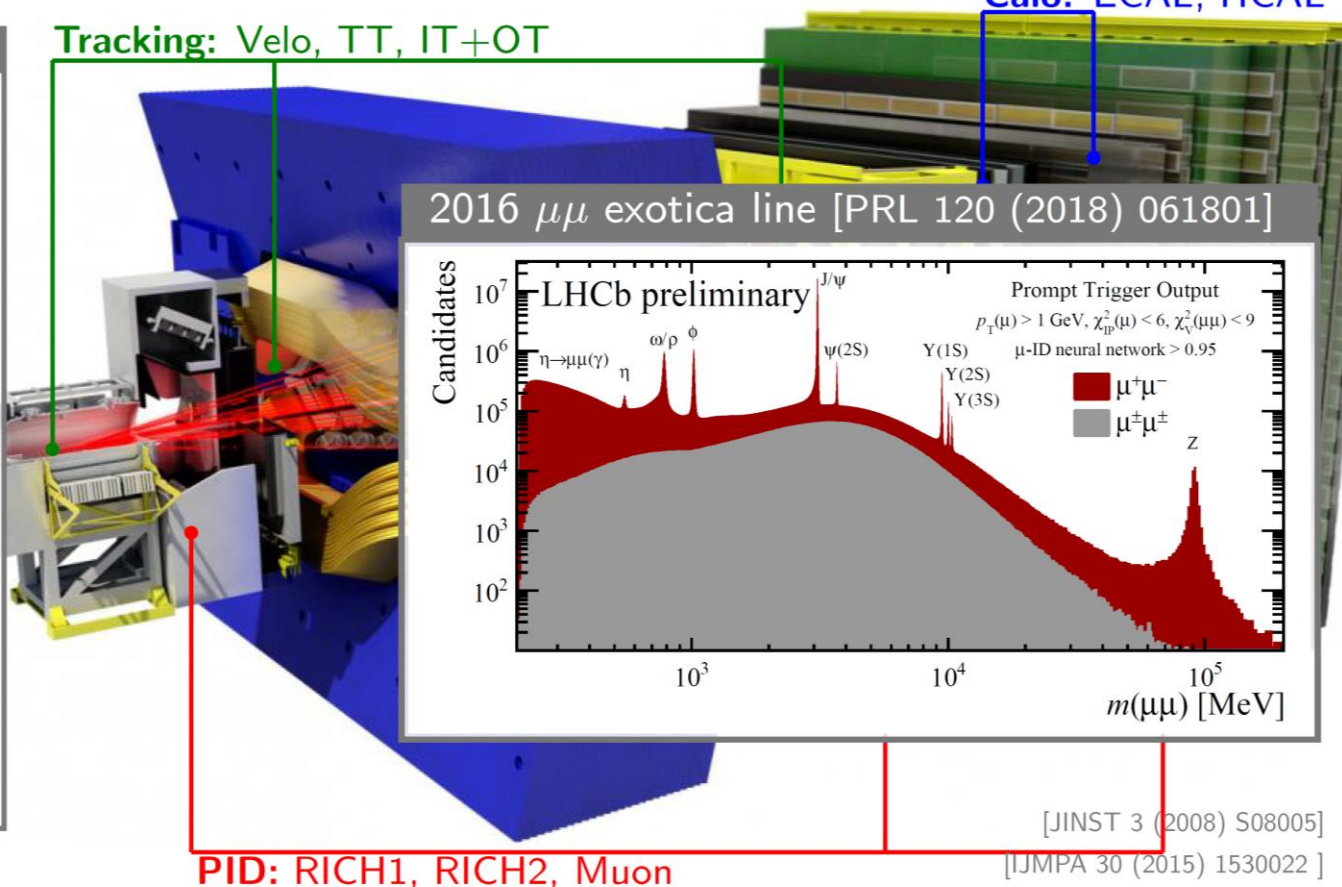 Calo: ECAL, HCAL
Tracking: Velo, TT, IT+OT
2016 μμ exotica line [PRL 120 (2018) 061801]
Candidates
10⁷
10⁶
10⁵
10⁴
10³
10²
LHCb preliminary
η→μμ(γ)
η
ω/ρ
ϕ
J/ψ
ψ(2S)
Υ(1S)
Υ(2S)
Υ(3S)
Z
Prompt Trigger Output
p_T(μ) > 1 GeV, χ²_IP(μ) < 6, χ²_V(μμ) < 9
μ-ID neural network > 0.95
μ⁺μ⁻
μ^±μ^±
10³ 10⁴ 10⁵
m(μμ) [MeV]
[JINST 3 (2008) S08005]
[IJMPA 30 (2015) 1530022 ]
PID: RICH1, RICH2, Muon